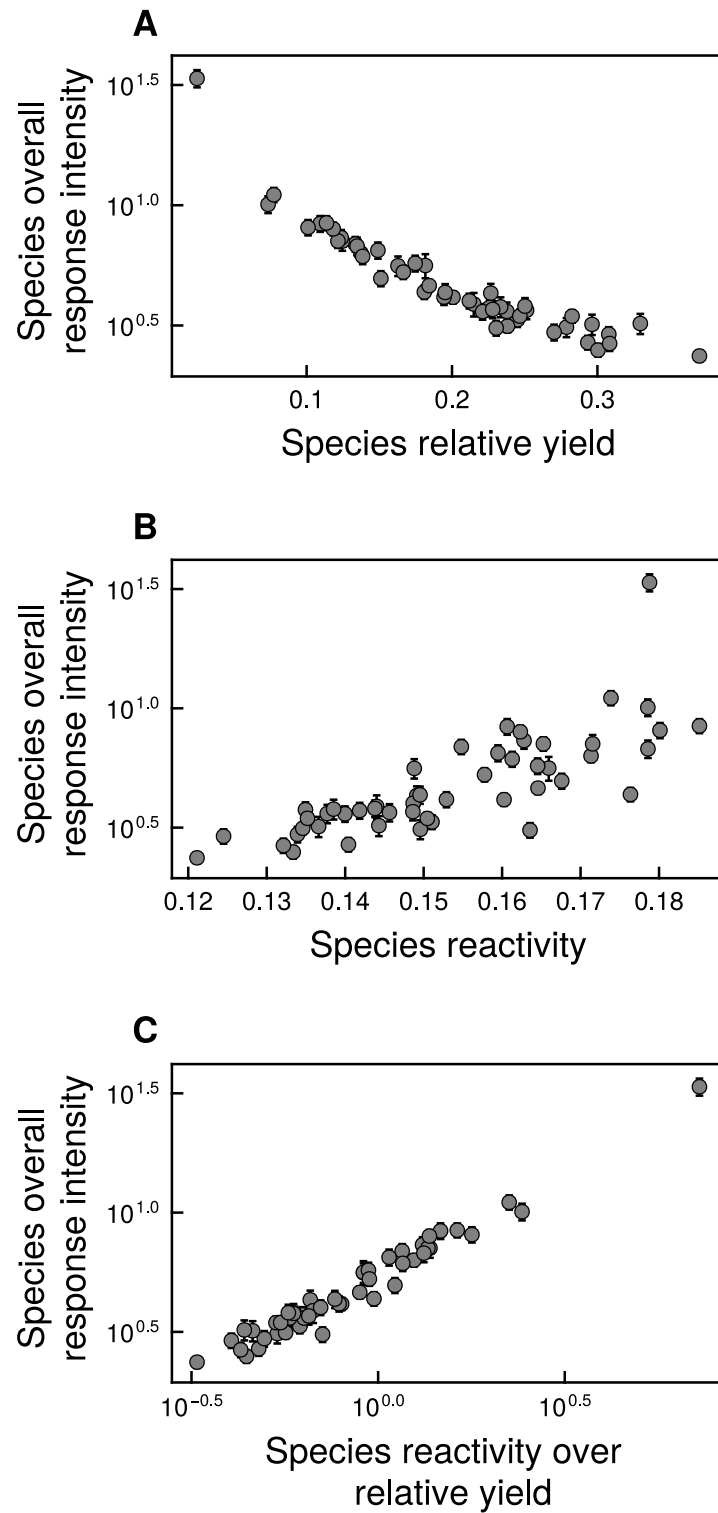 A
Species overall
response intensity
10^1.5
10^1.0
10^0.5
0.1 0.2 0.3
Species relative yield
B
Species overall
response intensity
10^1.5
10^1.0
10^0.5
0.12 0.13 0.14 0.15 0.16 0.17 0.18
Species reactivity
C
Species overall
response intensity
10^1.5
10^1.0
10^0.5
10^−0.5 10^0.0 10^0.5
Species reactivity over
relative yield